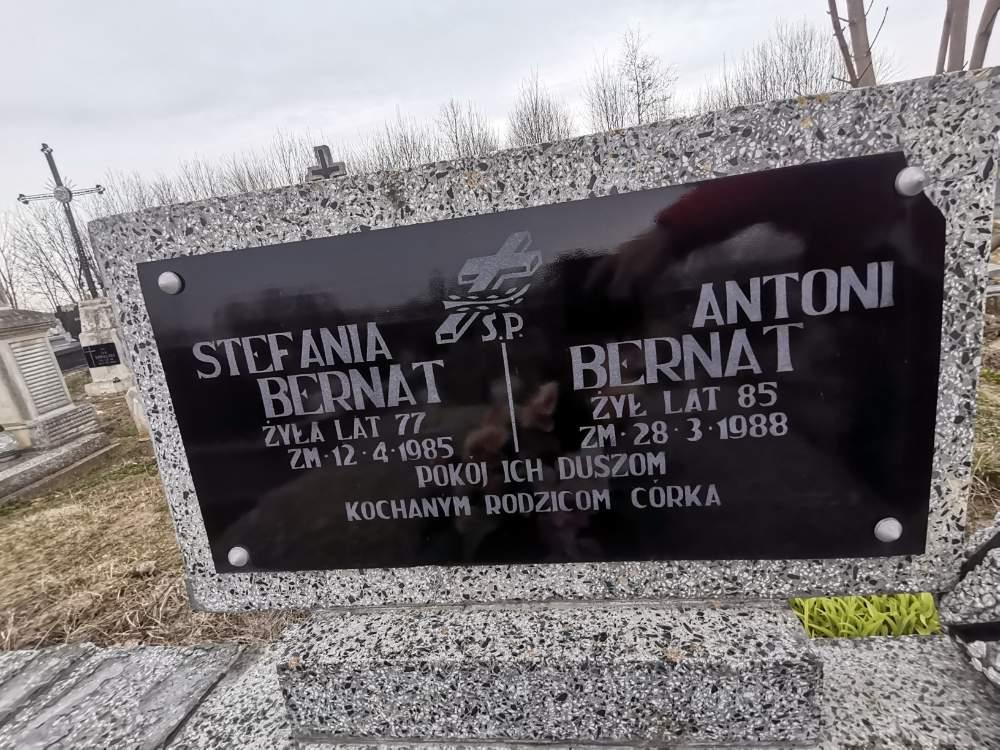 Ś.P.
STEFANIA
BERNAT
ŻYŁA LAT 77
ZM·12·4·1985
ANTONI
BERNAT
ŻYŁ LAT 85
ZM·28·3·1988
POKÓJ ICH DUSZOM
KOCHANYM RODZICOM CÓRKA